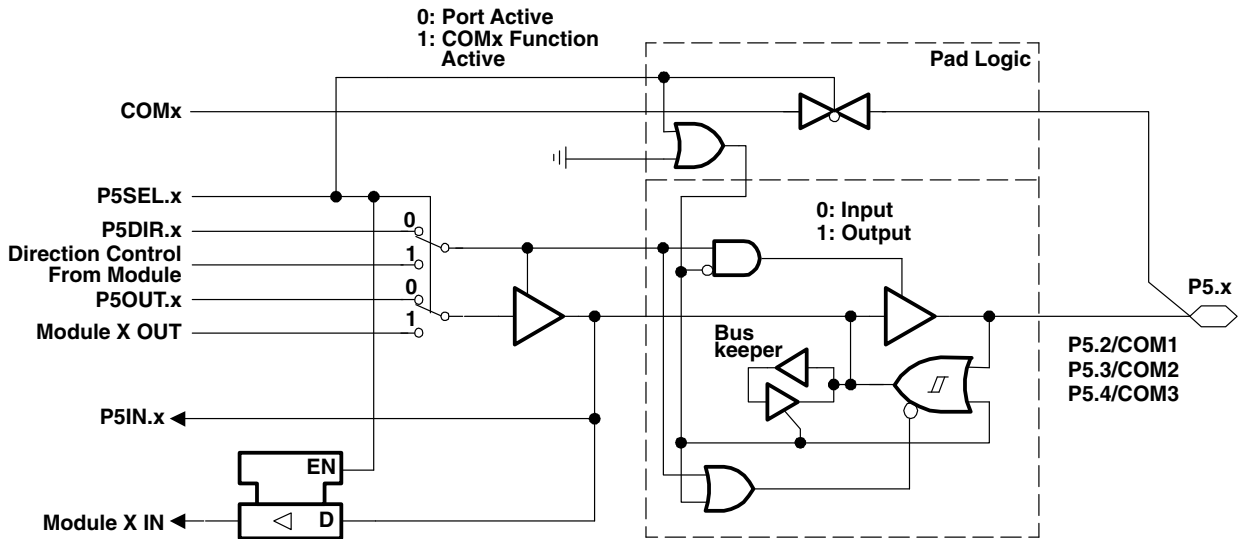 0: Port Active
1: COMx Function
Active
Pad Logic
COMx
P5SEL.x
P5DIR.x
0
Direction Control
From Module
1
P5OUT.x
0
Module X OUT
1
0: Input
1: Output
P5.x
Bus
keeper
P5.2/COM1
P5.3/COM2
P5.4/COM3
P5IN.x
EN
D
Module X IN